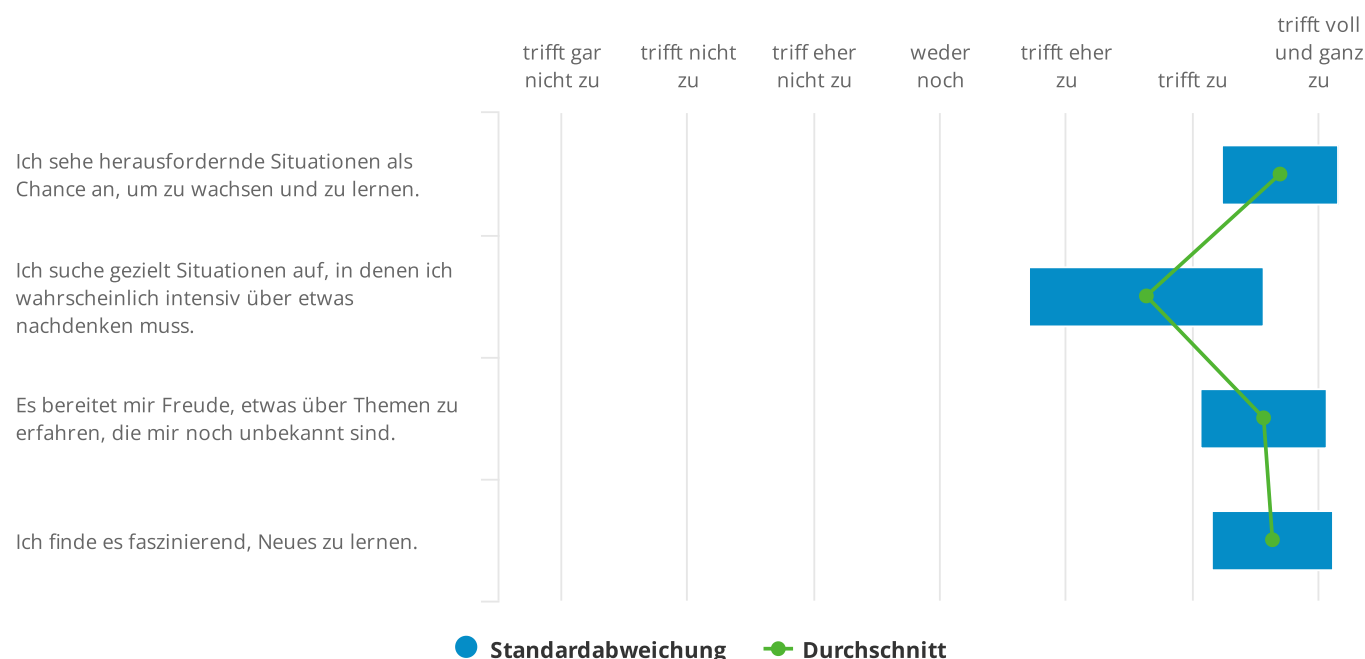 trifft gar
nicht zu
trifft nicht
zu
triff eher
nicht zu
weder
noch
trifft eher
zu
trifft zu
trifft voll
und ganz
zu
Ich sehe herausfordernde Situationen als
Chance an, um zu wachsen und zu lernen.
Ich suche gezielt Situationen auf, in denen ich
wahrscheinlich intensiv über etwas
nachdenken muss.
Es bereitet mir Freude, etwas über Themen zu
erfahren, die mir noch unbekannt sind.
Ich finde es faszinierend, Neues zu lernen.
Standardabweichung
Durchschnitt